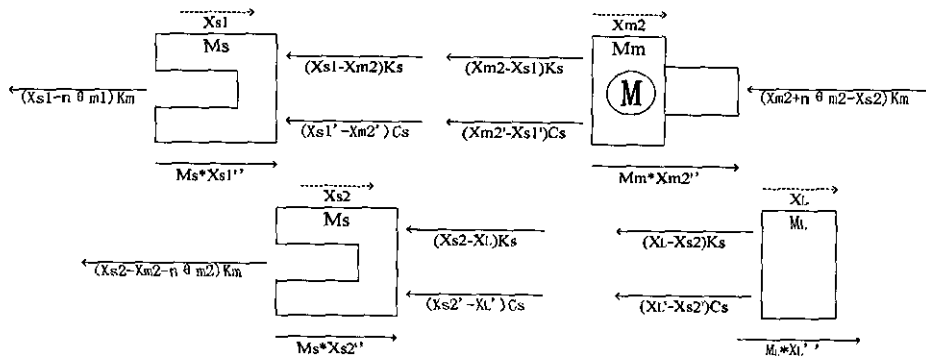 Xs1
Ms
(Xs1-Xm2)Ks
(Xs1-nθm1)Km
(Xs1'-Xm2')Cs
Ms*Xs1''
Xm2
Mm
(Xm2-Xs1)Ks
M
(Xm2+nθm2-Xs2)Km
(Xm2'-Xs1')Cs
Mm*Xm2''
Xs2
Ms
(Xs2-XL)Ks
(Xs2-Xm2-nθm2)Km
(Xs2'-XL')Cs
Ms*Xs2''
XL
ML
(XL-Xs2)Ks
(XL'-Xs2')Cs
ML*XL''